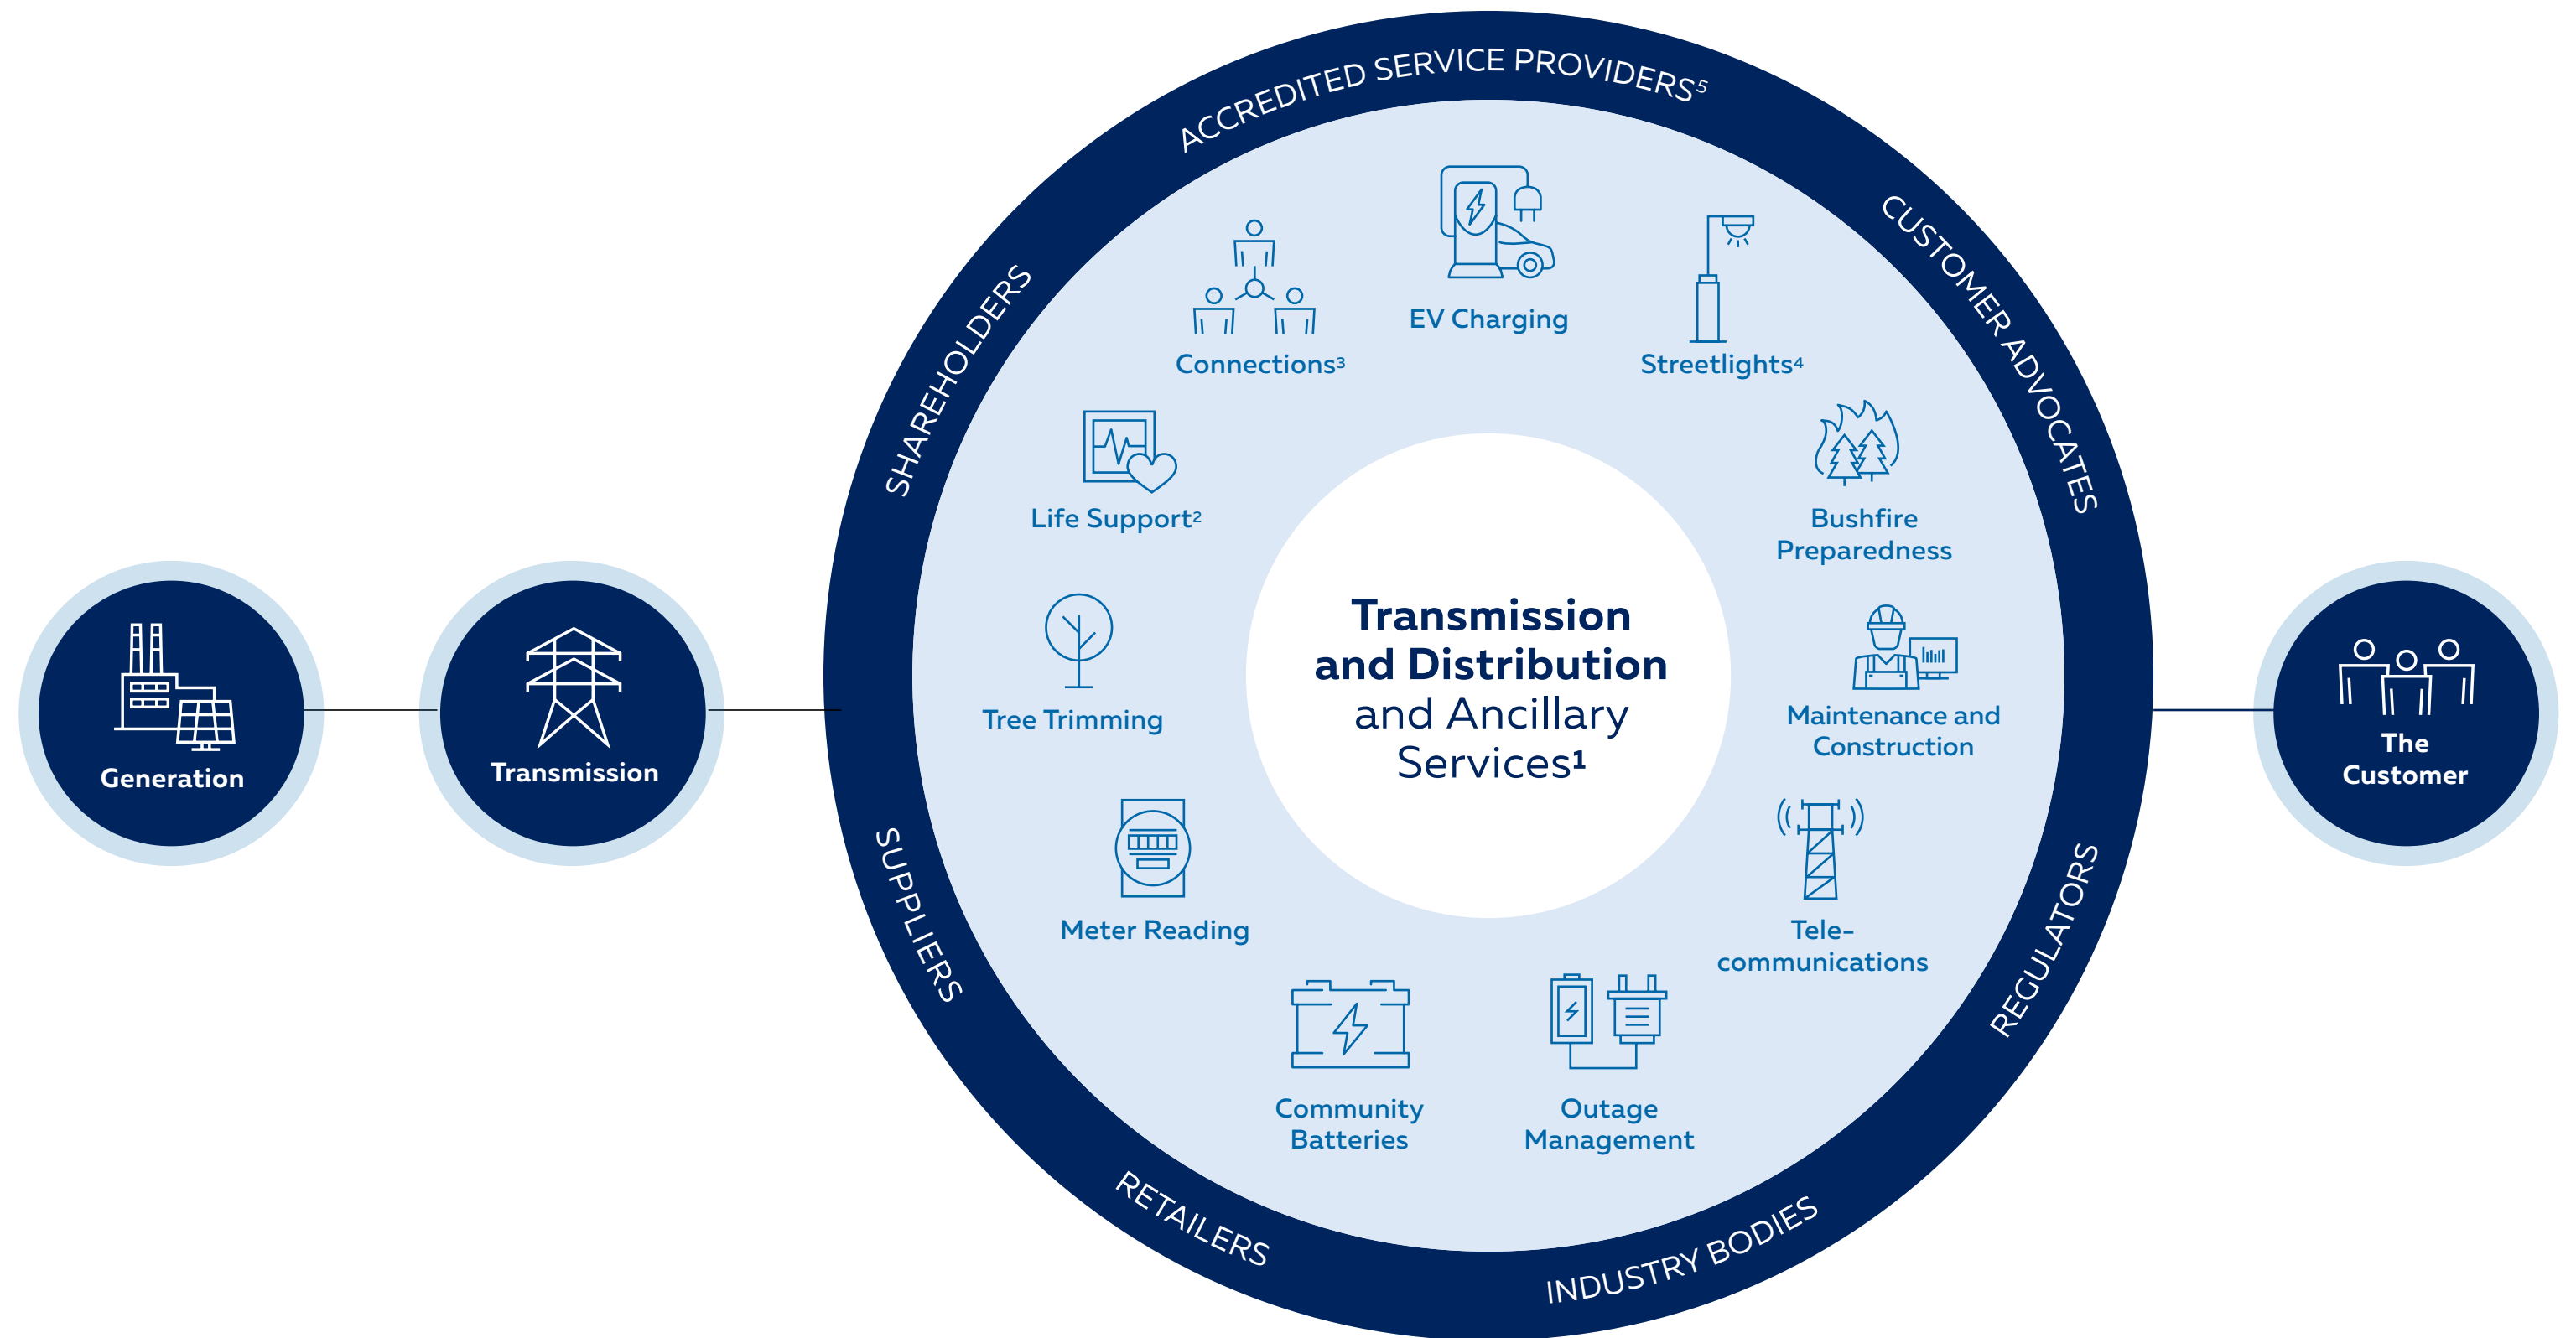 ACCREDITED SERVICE PROVIDERS⁵
CUSTOMER ADVOCATES
REGULATORS
INDUSTRY BODIES
RETAILERS
SUPPLIERS
SHAREHOLDERS
EV Charging
Streetlights⁴
Bushfire
Preparedness
Maintenance and
Construction
Tele-
communications
Outage
Management
Community
Batteries
Meter Reading
Tree Trimming
Life Support²
Connections³
Transmission
and Distribution
and Ancillary
Services¹
Generation
Transmission
The
Customer